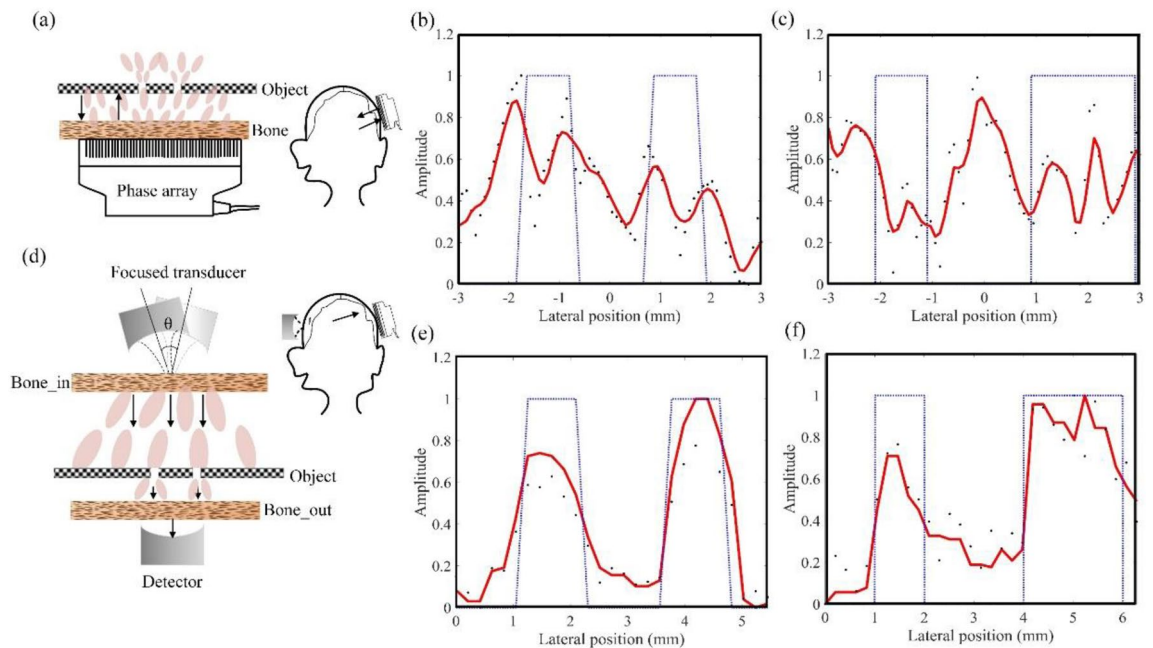 (a)
Object
Bone
Phase array
(b)
1.2
1
0.8
0.6
0.4
0.2
0
Amplitude
-3 -2 -1 0 1 2 3
Lateral position (mm)
(c)
1.2
1
0.8
0.6
0.4
0.2
0
Amplitude
-3 -2 -1 0 1 2 3
Lateral position (mm)
(d)
Focused transducer
θ
Bone_in
Object
Bone_out
Detector
(e)
1.2
1
0.8
0.6
0.4
0.2
0
Amplitude
0 1 2 3 4 5
Lateral position (mm)
(f)
1.2
1
0.8
0.6
0.4
0.2
0
Amplitude
0 1 2 3 4 5 6
Lateral position (mm)